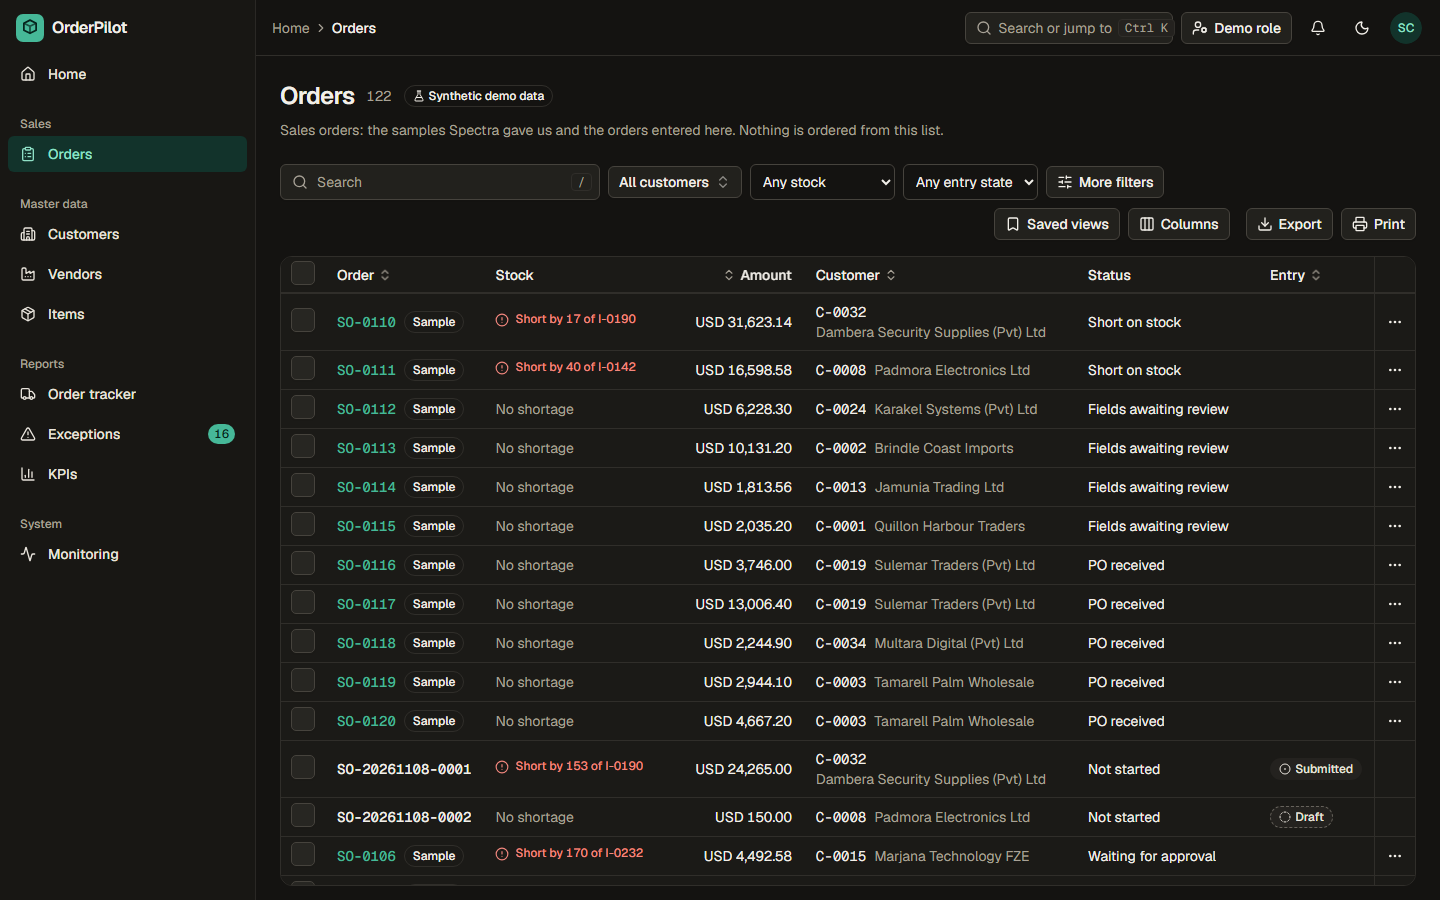 OrderPilot
Home
Sales
Orders
Master data
Customers
Vendors
Items
Reports
Order tracker
Exceptions 16
KPIs
System
Monitoring
Home > Orders
Search or jump to Ctrl K
Demo role
SC
Orders 122 Synthetic demo data
Sales orders: the samples Spectra gave us and the orders entered here. Nothing is ordered from this list.
Search /
All customers
Any stock
Any entry state
More filters
Saved views
Columns
Export
Print
Order Stock Amount Customer Status Entry
SO-0110 Sample Short by 17 of I-0190 USD 31,623.14 C-0032 Dambera Security Supplies (Pvt) Ltd Short on stock
SO-0111 Sample Short by 40 of I-0142 USD 16,598.58 C-0008 Padmora Electronics Ltd Short on stock
SO-0112 Sample No shortage USD 6,228.30 C-0024 Karakel Systems (Pvt) Ltd Fields awaiting review
SO-0113 Sample No shortage USD 10,131.20 C-0002 Brindle Coast Imports Fields awaiting review
SO-0114 Sample No shortage USD 1,813.56 C-0013 Jamunia Trading Ltd Fields awaiting review
SO-0115 Sample No shortage USD 2,035.20 C-0001 Quillon Harbour Traders Fields awaiting review
SO-0116 Sample No shortage USD 3,746.00 C-0019 Sulemar Traders (Pvt) Ltd PO received
SO-0117 Sample No shortage USD 13,006.40 C-0019 Sulemar Traders (Pvt) Ltd PO received
SO-0118 Sample No shortage USD 2,244.90 C-0034 Multara Digital (Pvt) Ltd PO received
SO-0119 Sample No shortage USD 2,944.10 C-0003 Tamarell Palm Wholesale PO received
SO-0120 Sample No shortage USD 4,667.20 C-0003 Tamarell Palm Wholesale PO received
SO-20261108-0001 Short by 153 of I-0190 USD 24,265.00 C-0032 Dambera Security Supplies (Pvt) Ltd Not started Submitted
SO-20261108-0002 No shortage USD 150.00 C-0008 Padmora Electronics Ltd Not started Draft
SO-0106 Sample Short by 170 of I-0232 USD 4,492.58 C-0015 Marjana Technology FZE Waiting for approval